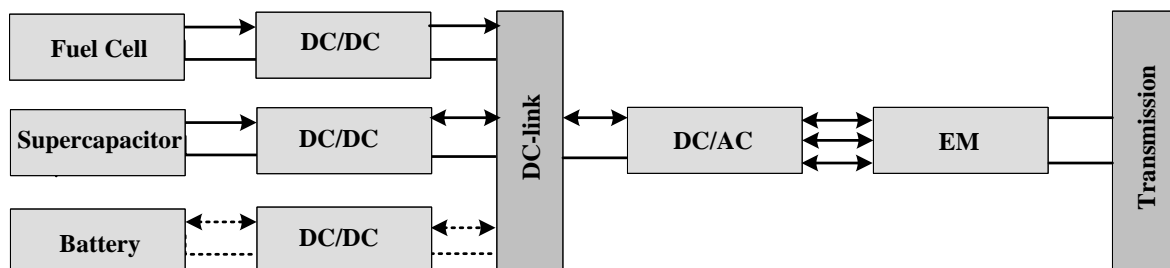 Fuel Cell
DC/DC
Supercapacitor
DC/DC
Battery
DC/DC
DC-link
DC/AC
EM
Transmission